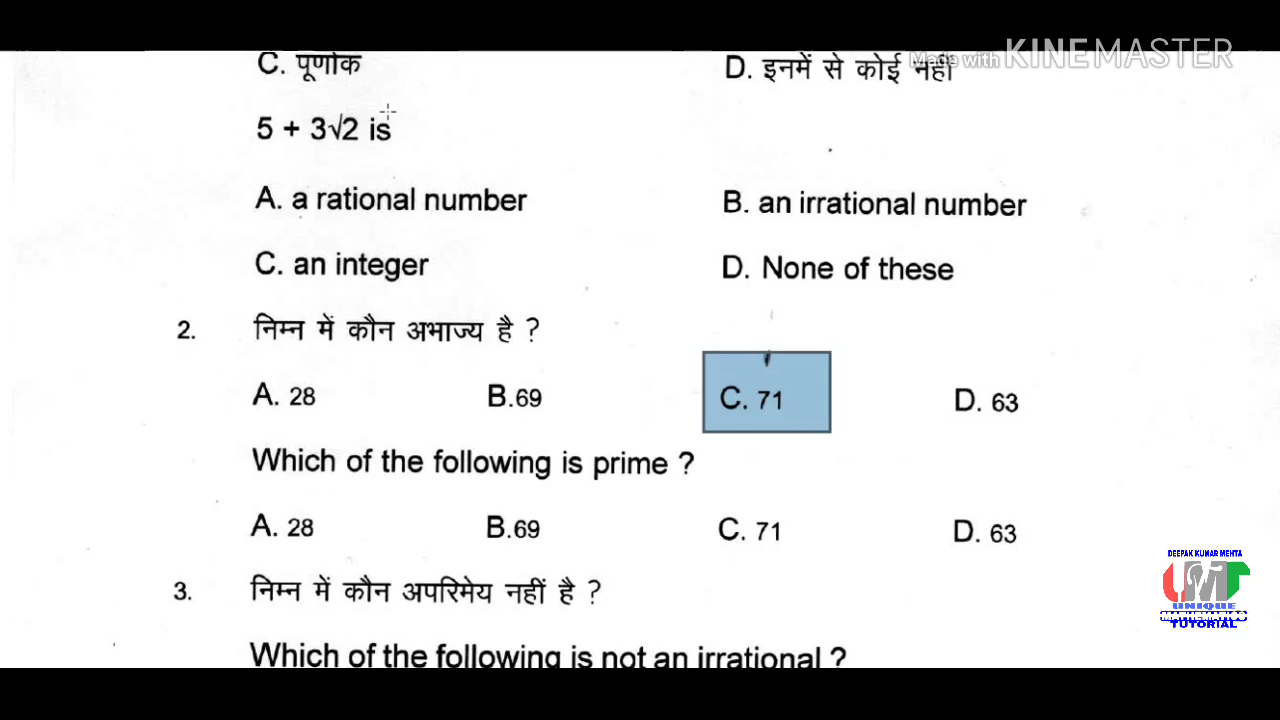 Made with KINEMASTER
C. पूर्णांक D. इनमें से कोई नहीं
5 + 3√2 is
A. a rational number B. an irrational number
C. an integer D. None of these
2. निम्न में कौन अभाज्य है ?
A. 28 B.69 C. 71 D. 63
Which of the following is prime ?
A. 28 B.69 C. 71 D. 63
3. निम्न में कौन अपरिमेय नहीं है ?
Which of the following is not an irrational ?
DEEPAK KUMAR MEHTA
UMT
UNIQUE
MATHEMATICS
TUTORIAL